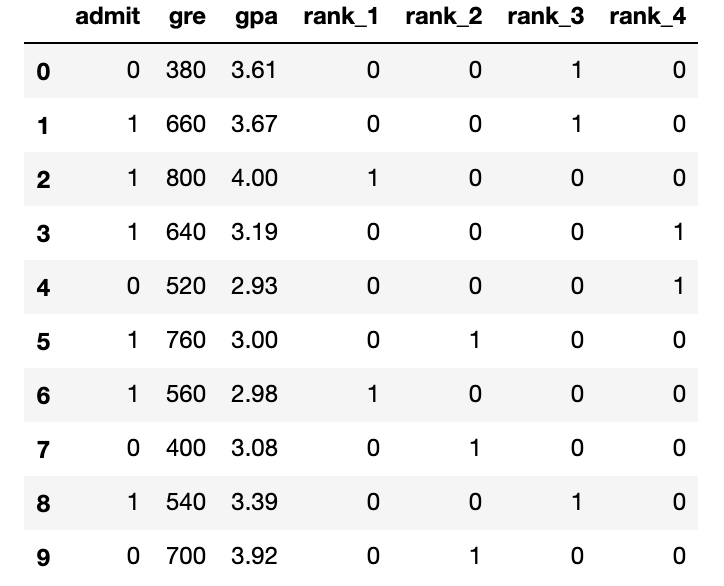 admit gre gpa rank_1 rank_2 rank_3 rank_4
0 0 380 3.61 0 0 1 0
1 1 660 3.67 0 0 1 0
2 1 800 4.00 1 0 0 0
3 1 640 3.19 0 0 0 1
4 0 520 2.93 0 0 0 1
5 1 760 3.00 0 1 0 0
6 1 560 2.98 1 0 0 0
7 0 400 3.08 0 1 0 0
8 1 540 3.39 0 0 1 0
9 0 700 3.92 0 1 0 0